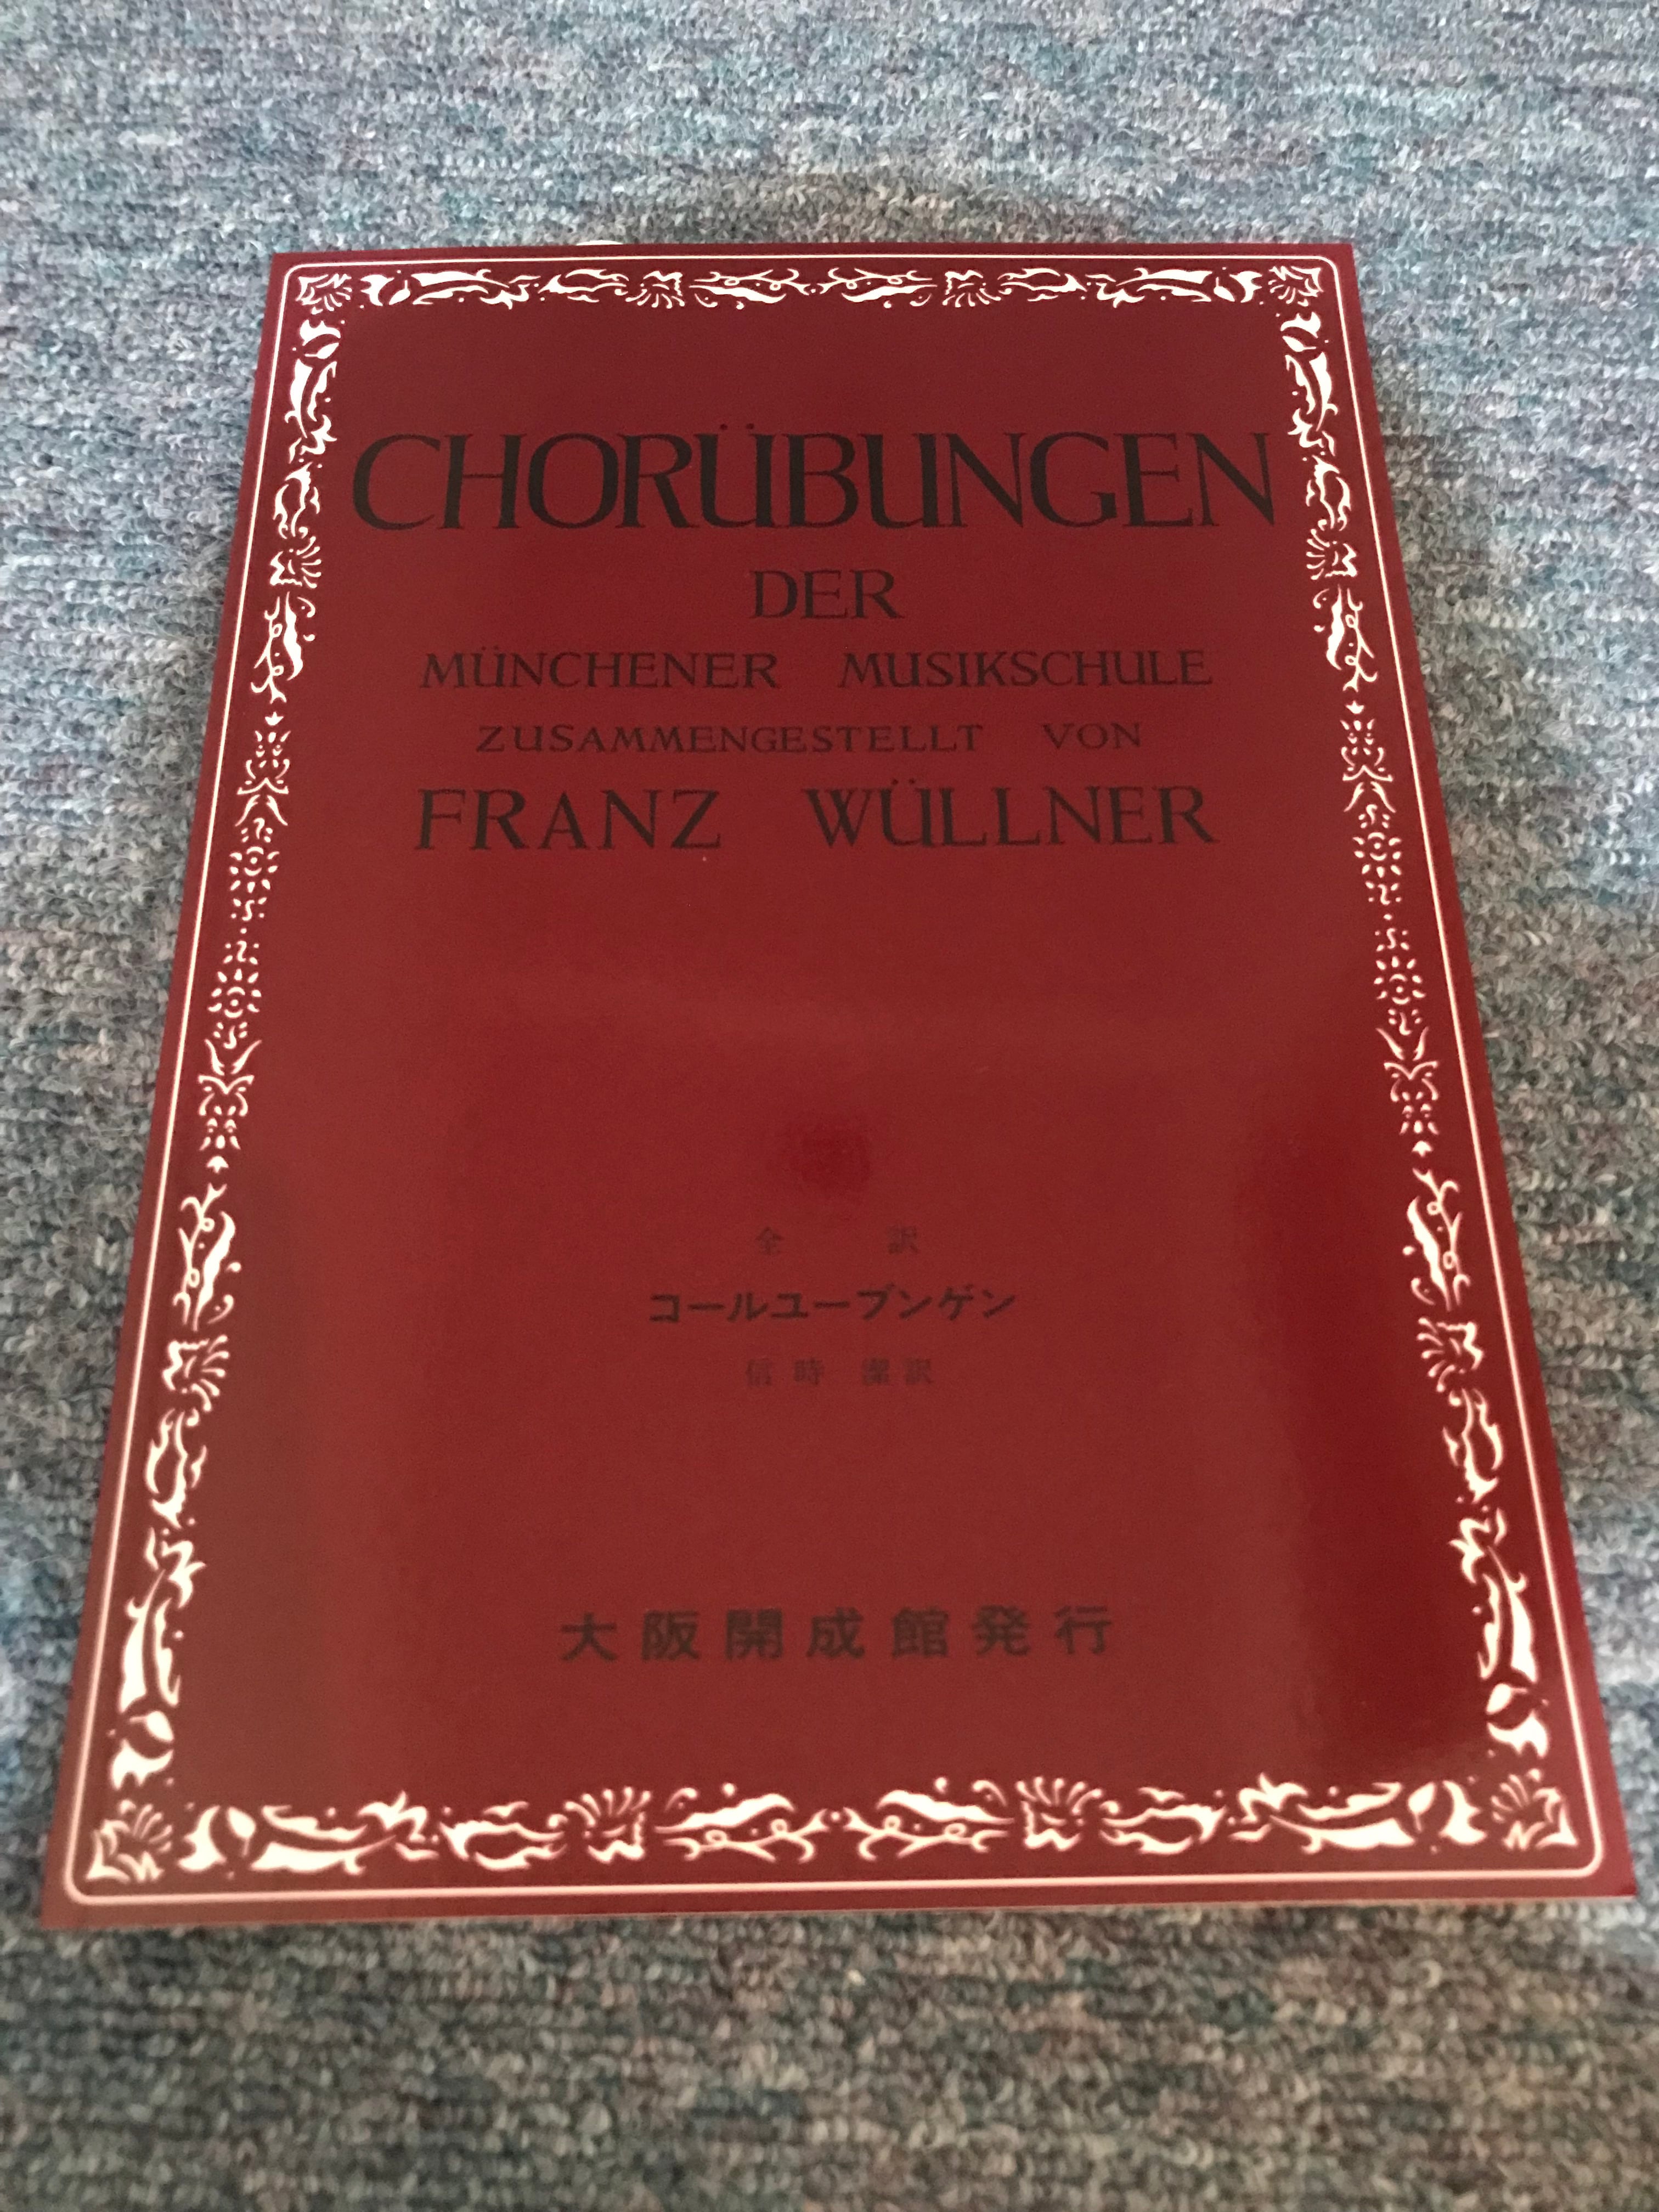 CHORÜBUNGEN
DER
MÜNCHENER MUSIKSCHULE
ZUSAMMENGESTELLT VON
FRANZ WÜLLNER
全 訳
コールユーブンゲン
信時 潔訳
大阪開成館発行